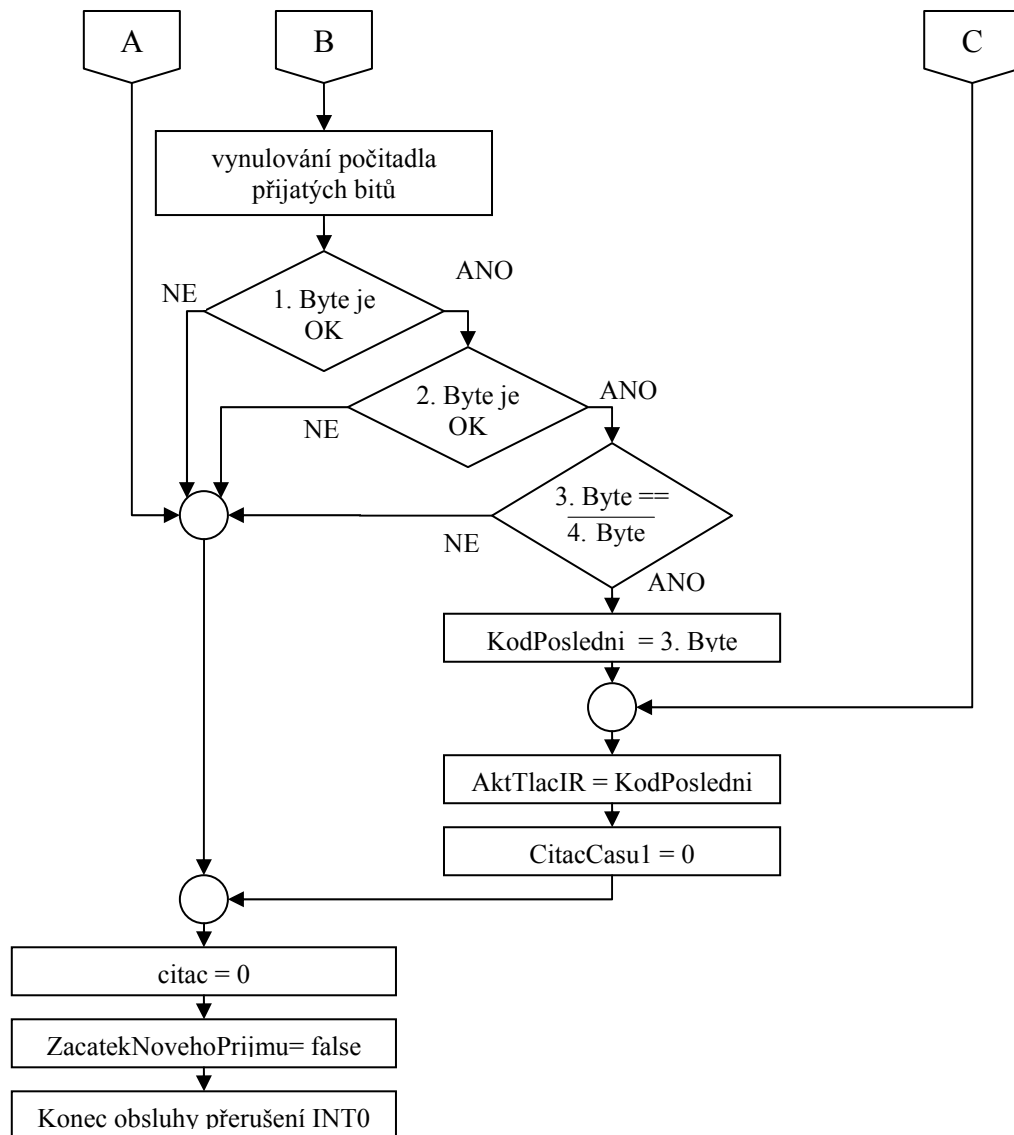 A
B
C
vynulování počitadla
přijatých bitů
ANO
NE
1. Byte je
OK
2. Byte je
OK
ANO
NE
3. Byte ==
4. Byte
NE
ANO
KodPosledni = 3. Byte
AktTlacIR = KodPosledni
CitacCasu1 = 0
citac = 0
ZacatekNovehoPrijmu= false
Konec obsluhy přerušení INT0